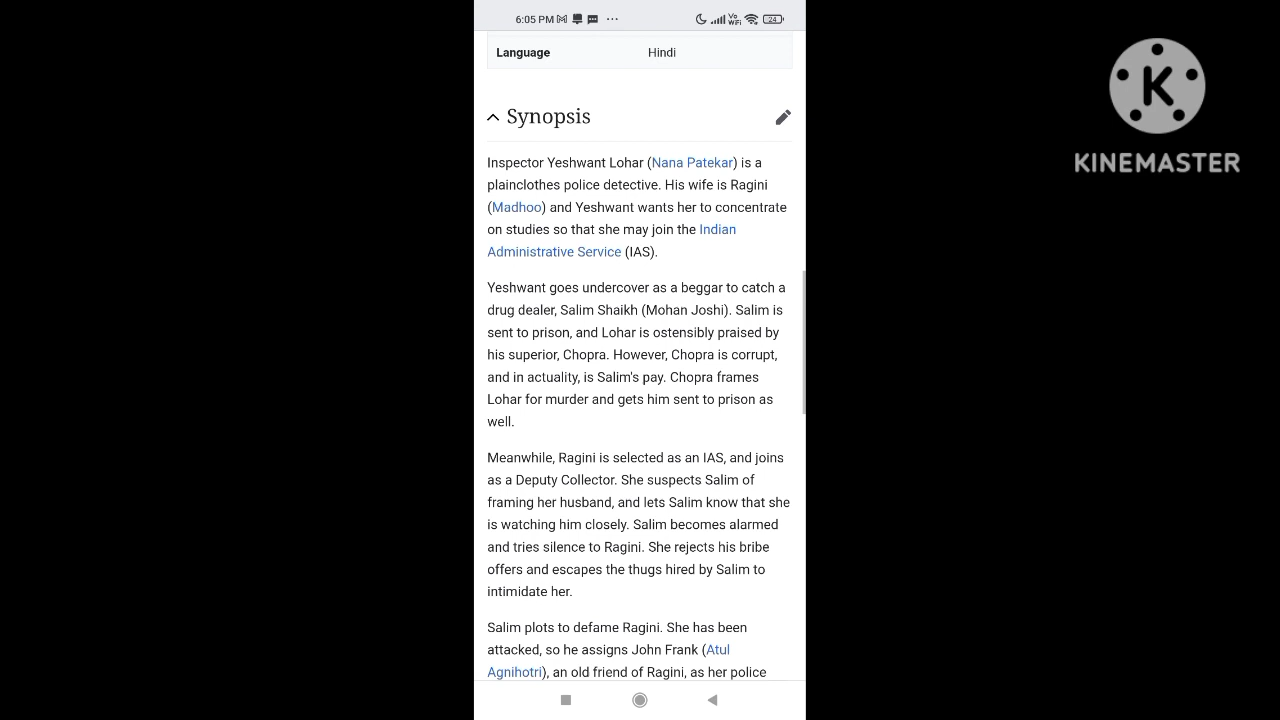 6:05 PM
Vo
WiFi
24
Language Hindi
K
KINEMASTER
Synopsis
Inspector Yeshwant Lohar (Nana Patekar) is a
plainclothes police detective. His wife is Ragini
(Madhoo) and Yeshwant wants her to concentrate
on studies so that she may join the Indian
Administrative Service (IAS).
Yeshwant goes undercover as a beggar to catch a
drug dealer, Salim Shaikh (Mohan Joshi). Salim is
sent to prison, and Lohar is ostensibly praised by
his superior, Chopra. However, Chopra is corrupt,
and in actuality, is Salim's pay. Chopra frames
Lohar for murder and gets him sent to prison as
well.
Meanwhile, Ragini is selected as an IAS, and joins
as a Deputy Collector. She suspects Salim of
framing her husband, and lets Salim know that she
is watching him closely. Salim becomes alarmed
and tries silence to Ragini. She rejects his bribe
offers and escapes the thugs hired by Salim to
intimidate her.
Salim plots to defame Ragini. She has been
attacked, so he assigns John Frank (Atul
Agnihotri), an old friend of Ragini, as her police